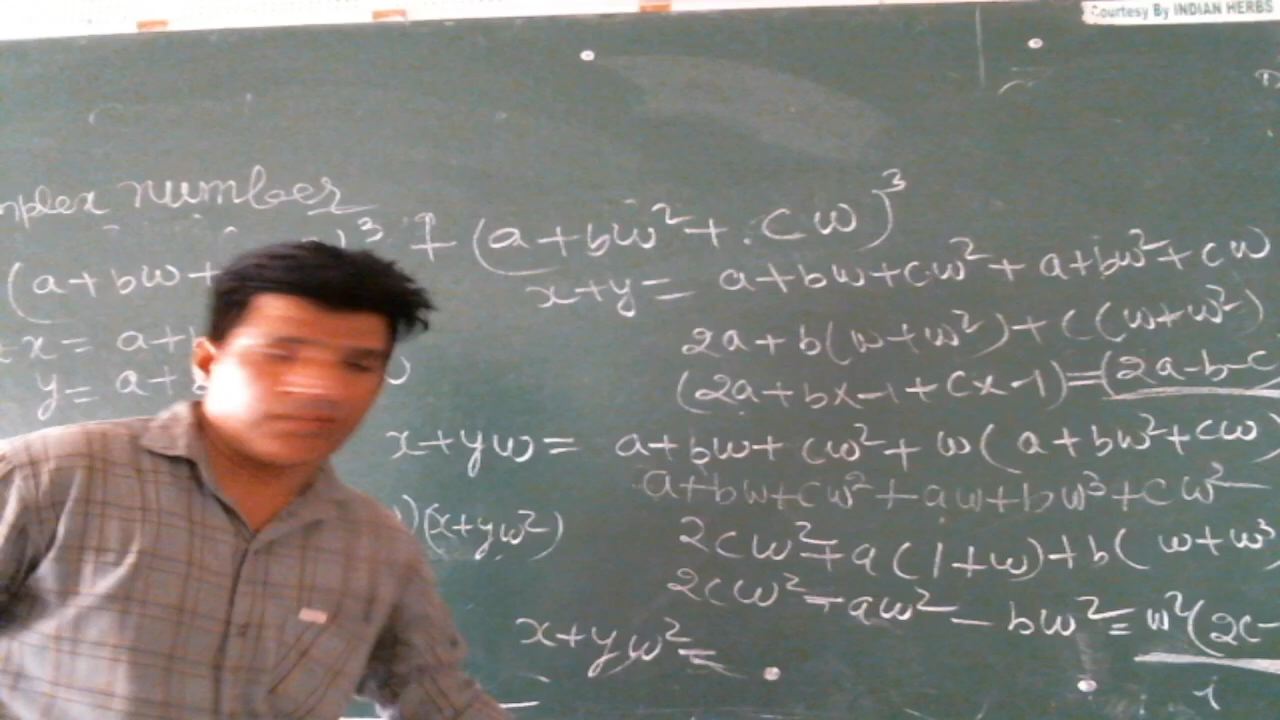 Courtesy By INDIAN HERBS
mplex number
)³ + (a+bω²+cω)³
(a+bω+
x+y= a+bω+cω²+a+bω²+cω
x= a+
2a+b(ω+ω²)+c(ω+ω²)
y= a+
(2a+bx-1+cx-1)=(2a-b-c
x+yω= a+bω+cω²+ω(a+bω²+cω)
a+bω+cω²+aω+bω³+cω²
)(x+yω²)
2cω²+a(1+ω)+b(ω+ω³
2cω²-aω²-bω²=ω²(2c-
x+yω²=